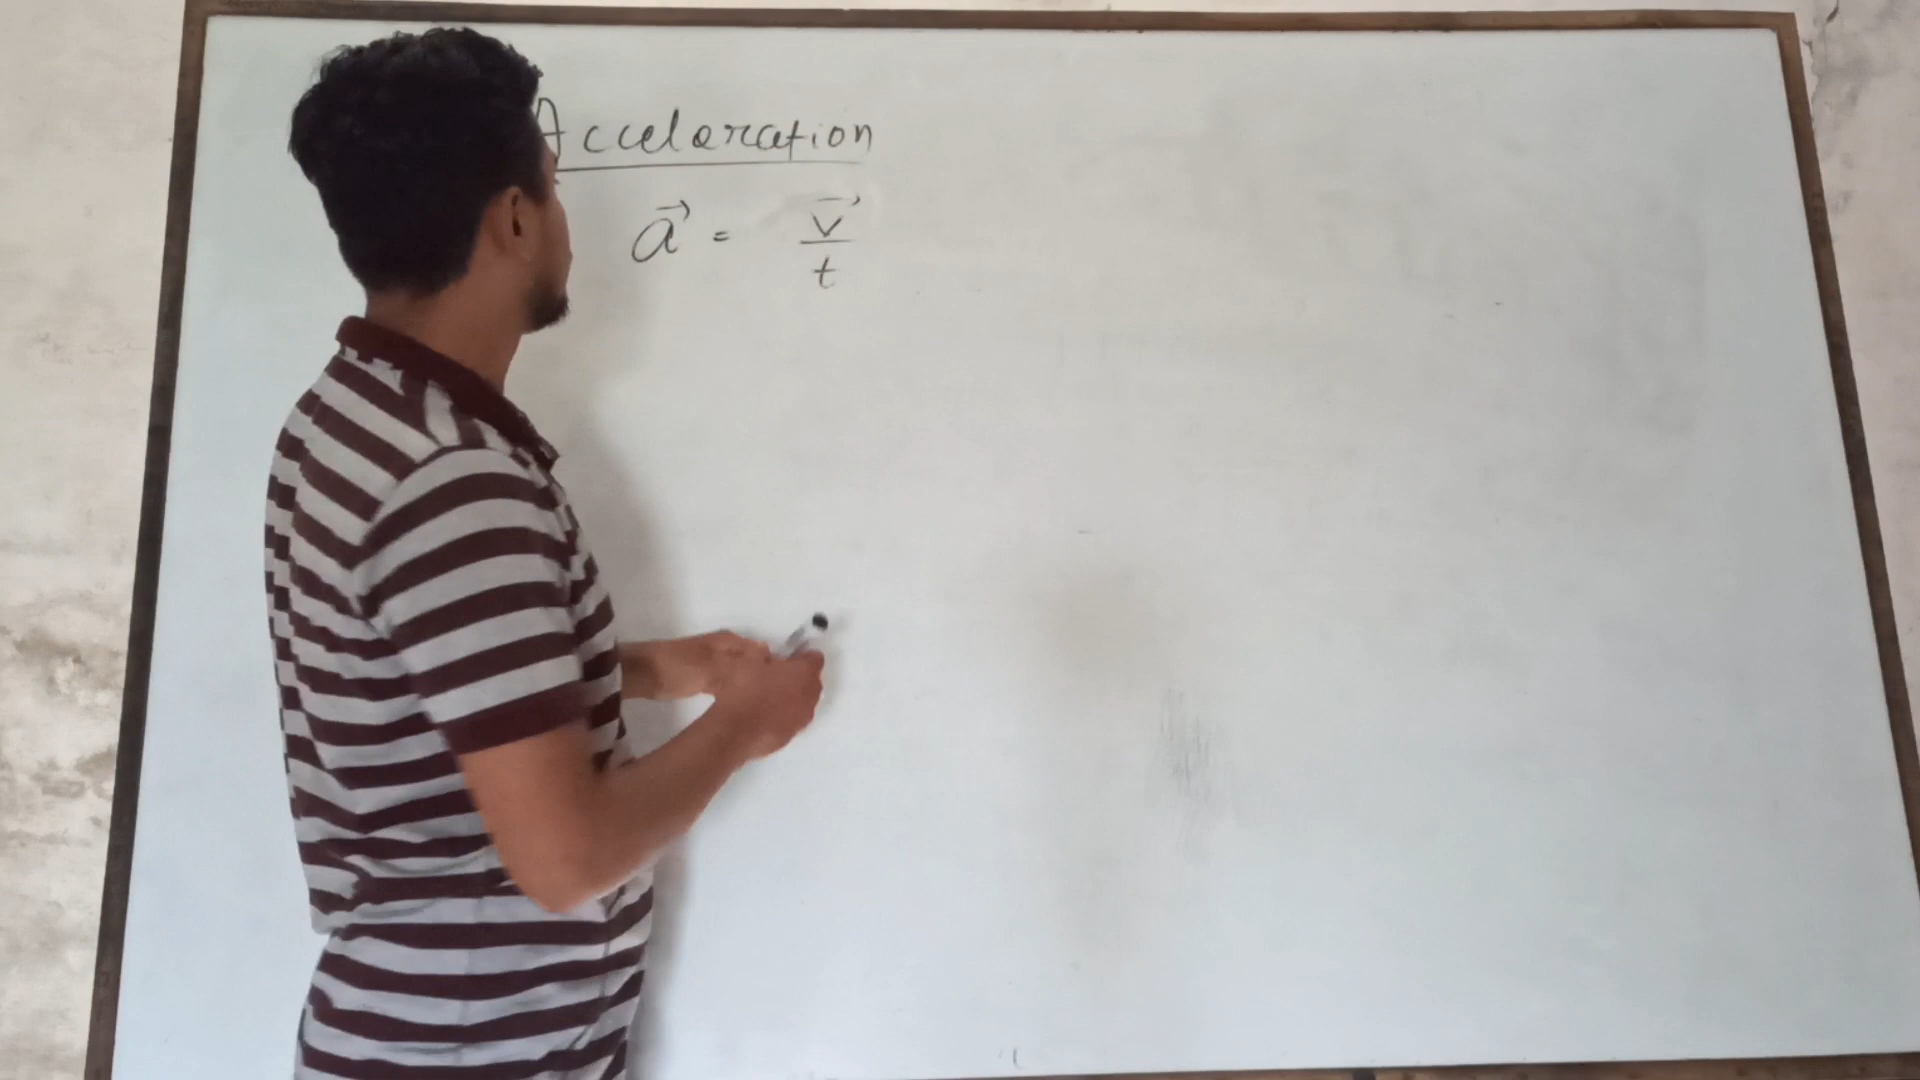 Acceleration
a⃗ = v⃗ / t